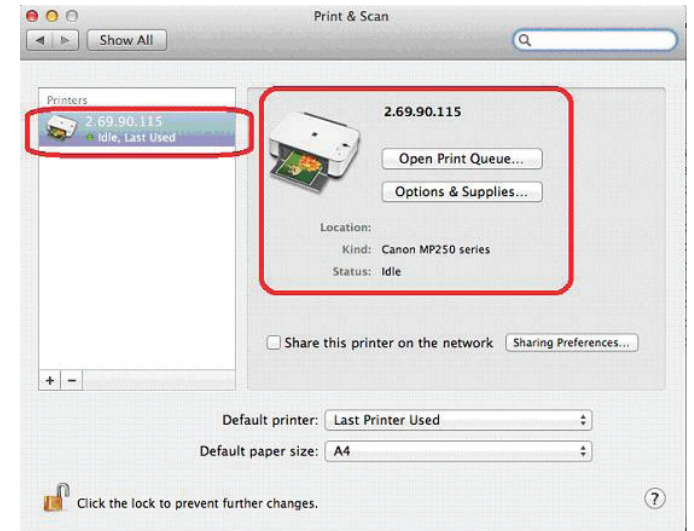 Print & Scan
Show All
Printers
2.69.90.115
Idle, Last Used
2.69.90.115
Open Print Queue...
Options & Supplies...
Location:
Kind: Canon MP250 series
Status: Idle
Share this printer on the network Sharing Preferences...
+ -
Default printer: Last Printer Used
Default paper size: A4
Click the lock to prevent further changes. ?